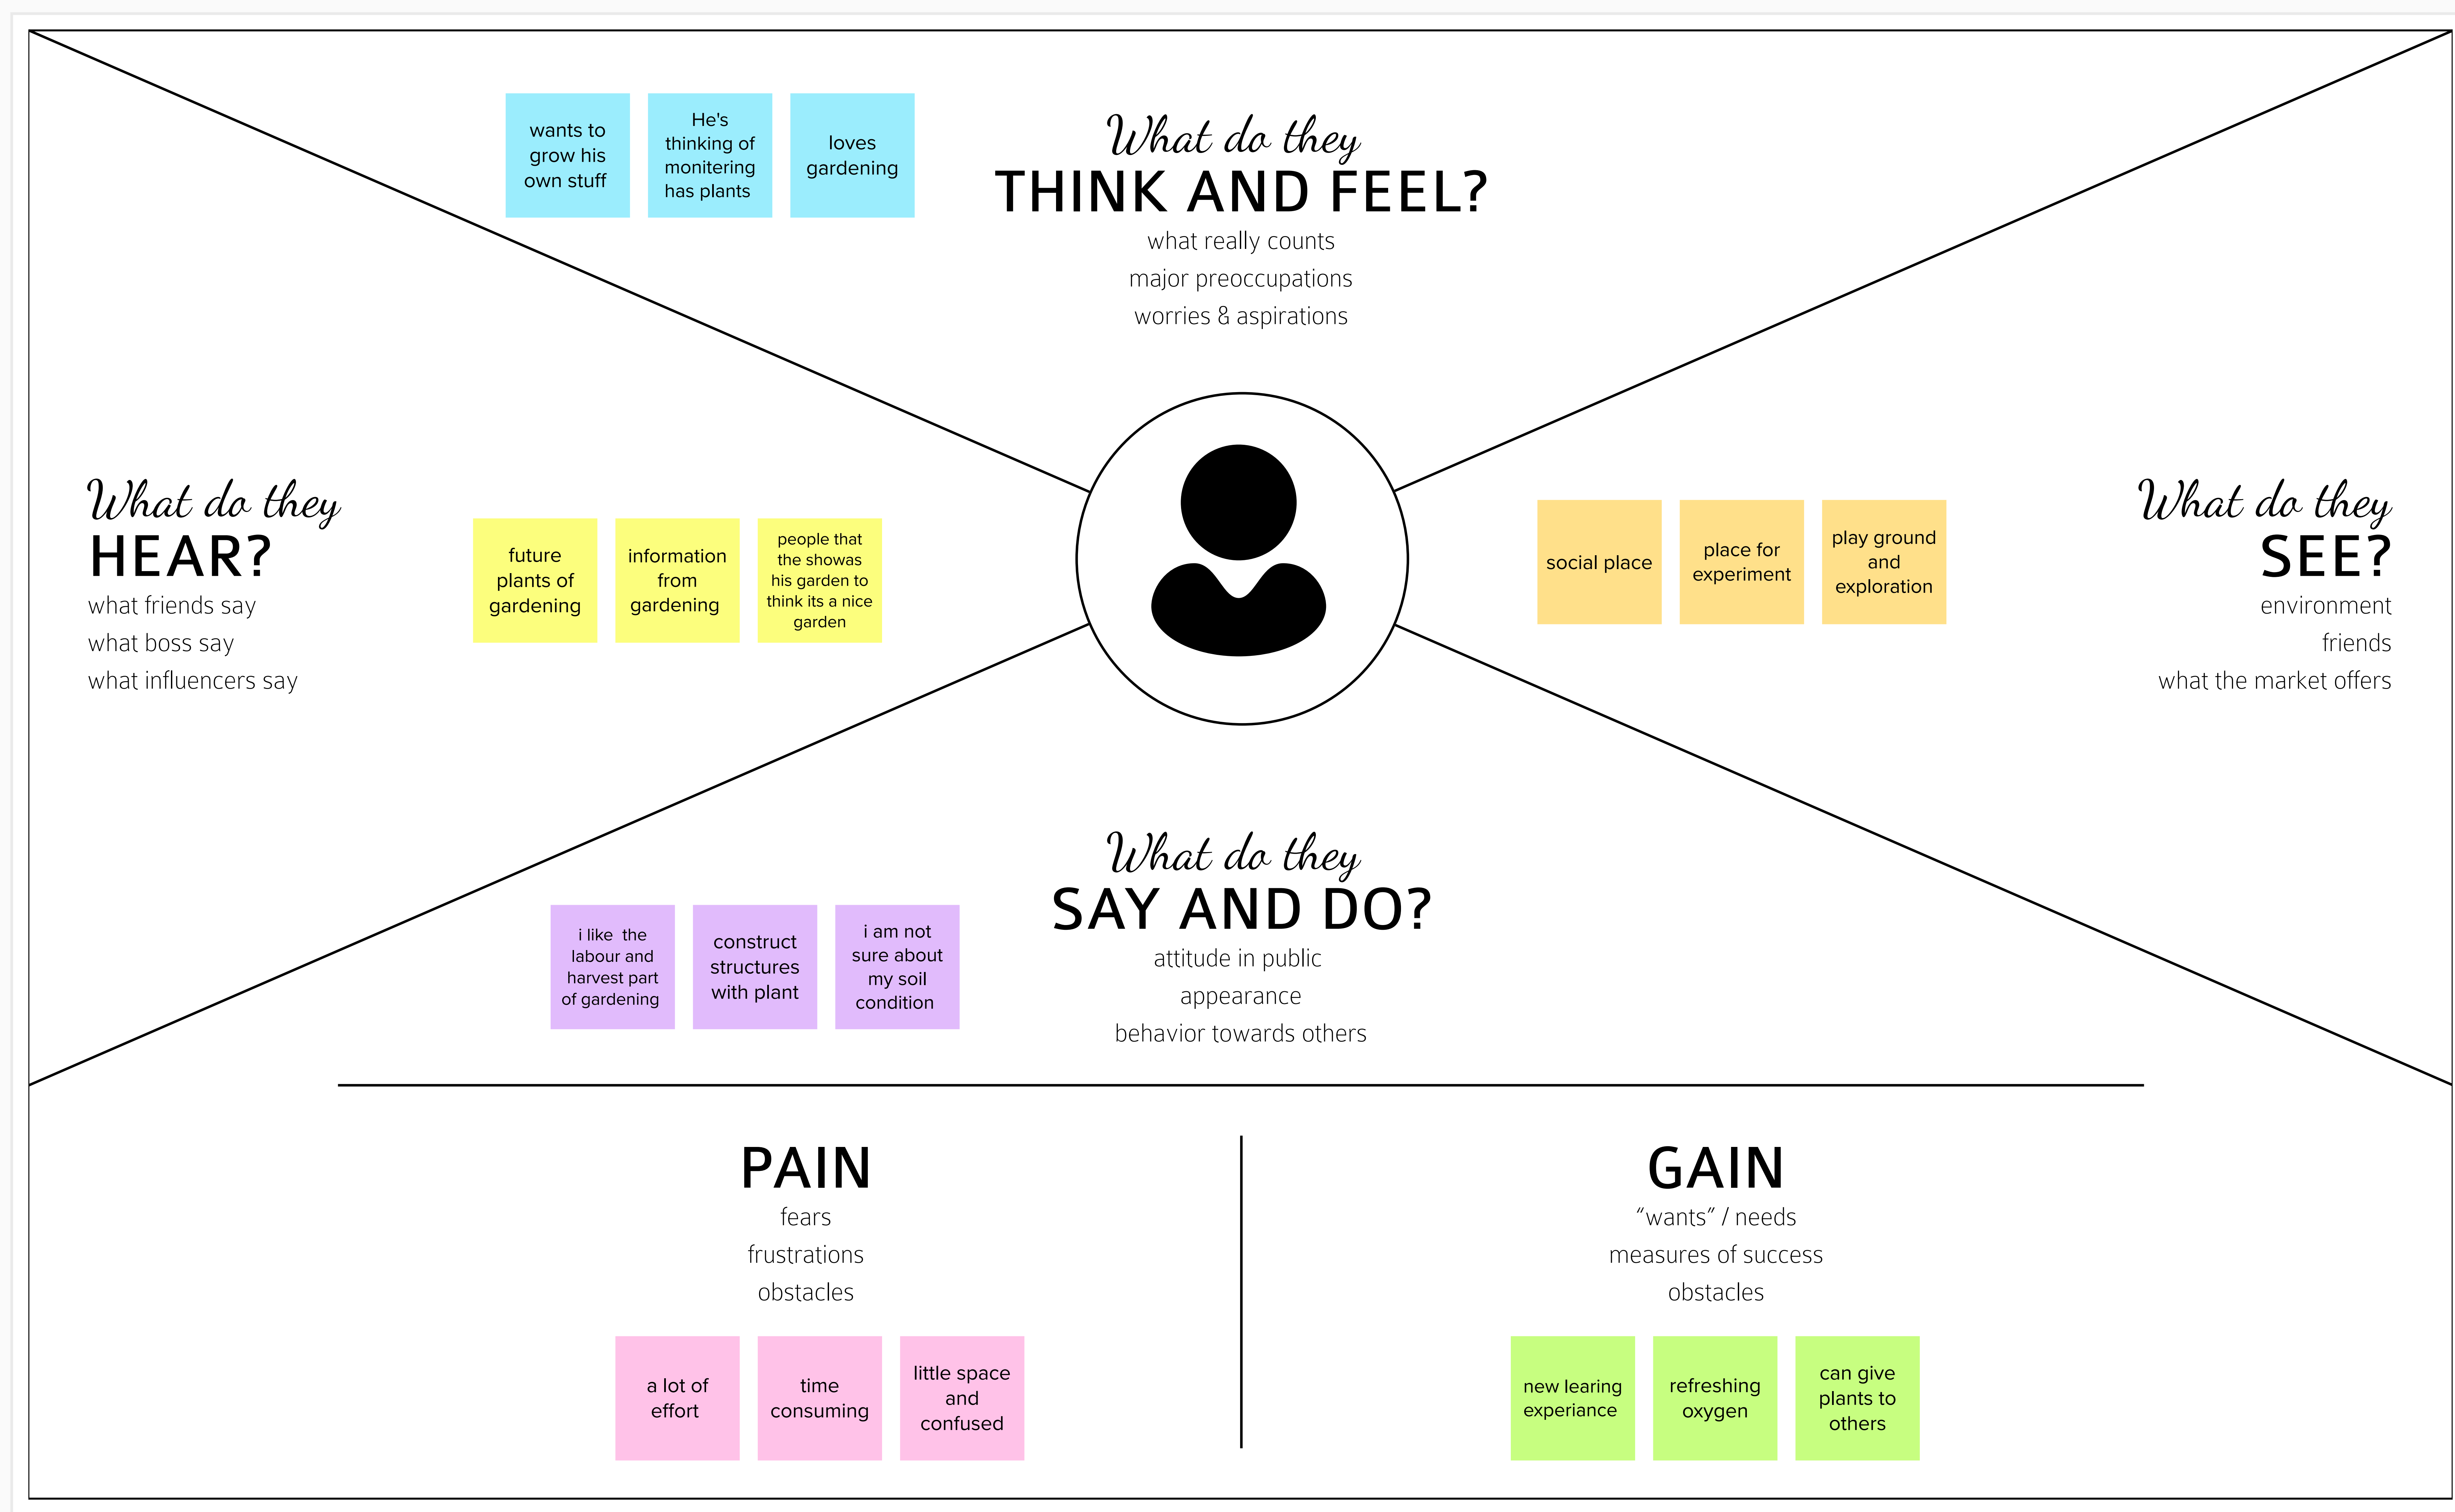 wants to
grow his
own stuff
He's
thinking of
monitering
has plants
loves
gardening
What do they
THINK AND FEEL?
what really counts
major preoccupations
worries & aspirations
What do they
HEAR?
what friends say
what boss say
what influencers say
future
plants of
gardening
information
from
gardening
people that
the showas
his garden to
think its a nice
garden
social place
place for
experiment
play ground
and
exploration
What do they
SEE?
environment
friends
what the market offers
What do they
SAY AND DO?
attitude in public
appearance
behavior towards others
i like the
labour and
harvest part
of gardening
construct
structures
with plant
i am not
sure about
my soil
condition
PAIN
fears
frustrations
obstacles
a lot of
effort
time
consuming
little space
and
confused
GAIN
“wants” / needs
measures of success
obstacles
new learing
experiance
refreshing
oxygen
can give
plants to
others